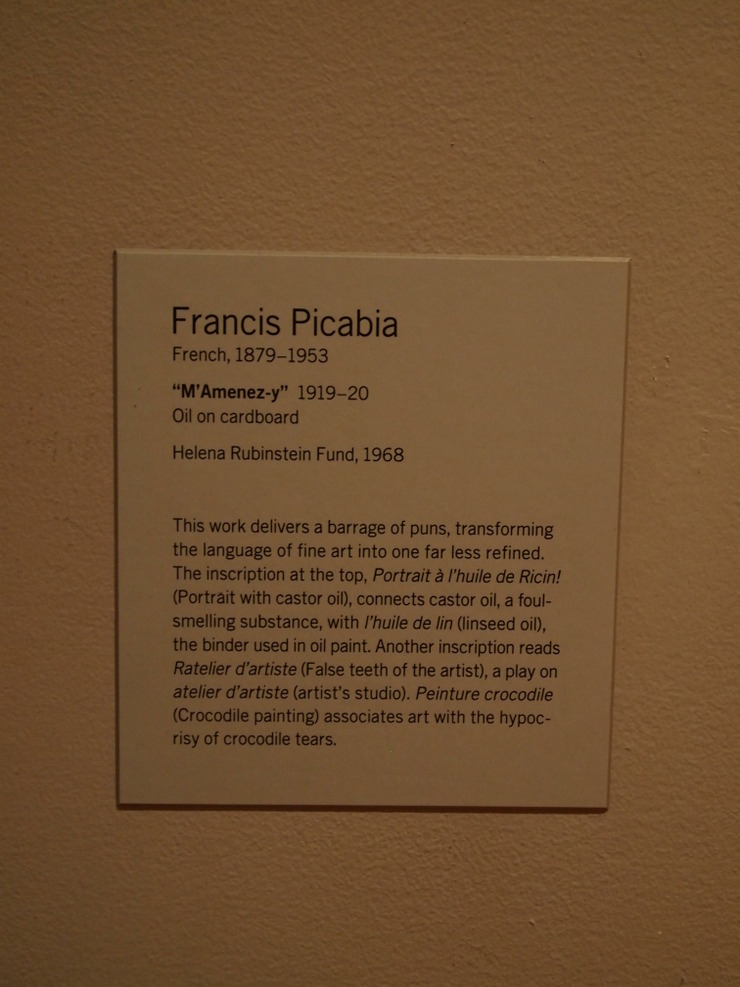 Francis Picabia
French, 1879–1953
“M’Amenez-y” 1919–20
Oil on cardboard
Helena Rubinstein Fund, 1968
This work delivers a barrage of puns, transforming
the language of fine art into one far less refined.
The inscription at the top, Portrait à l’huile de Ricin!
(Portrait with castor oil), connects castor oil, a foul-
smelling substance, with l’huile de lin (linseed oil),
the binder used in oil paint. Another inscription reads
Ratelier d’artiste (False teeth of the artist), a play on
atelier d’artiste (artist's studio). Peinture crocodile
(Crocodile painting) associates art with the hypoc-
risy of crocodile tears.